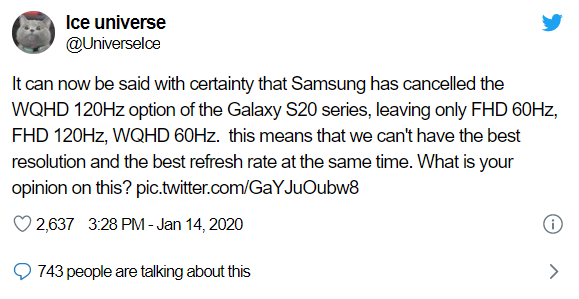 Ice universe
@UniverseIce
It can now be said with certainty that Samsung has cancelled the
WQHD 120Hz option of the Galaxy S20 series, leaving only FHD 60Hz,
FHD 120Hz, WQHD 60Hz.  this means that we can't have the best
resolution and the best refresh rate at the same time. What is your
opinion on this? pic.twitter.com/GaYJuOubw8
2,637 3:28 PM - Jan 14, 2020
743 people are talking about this